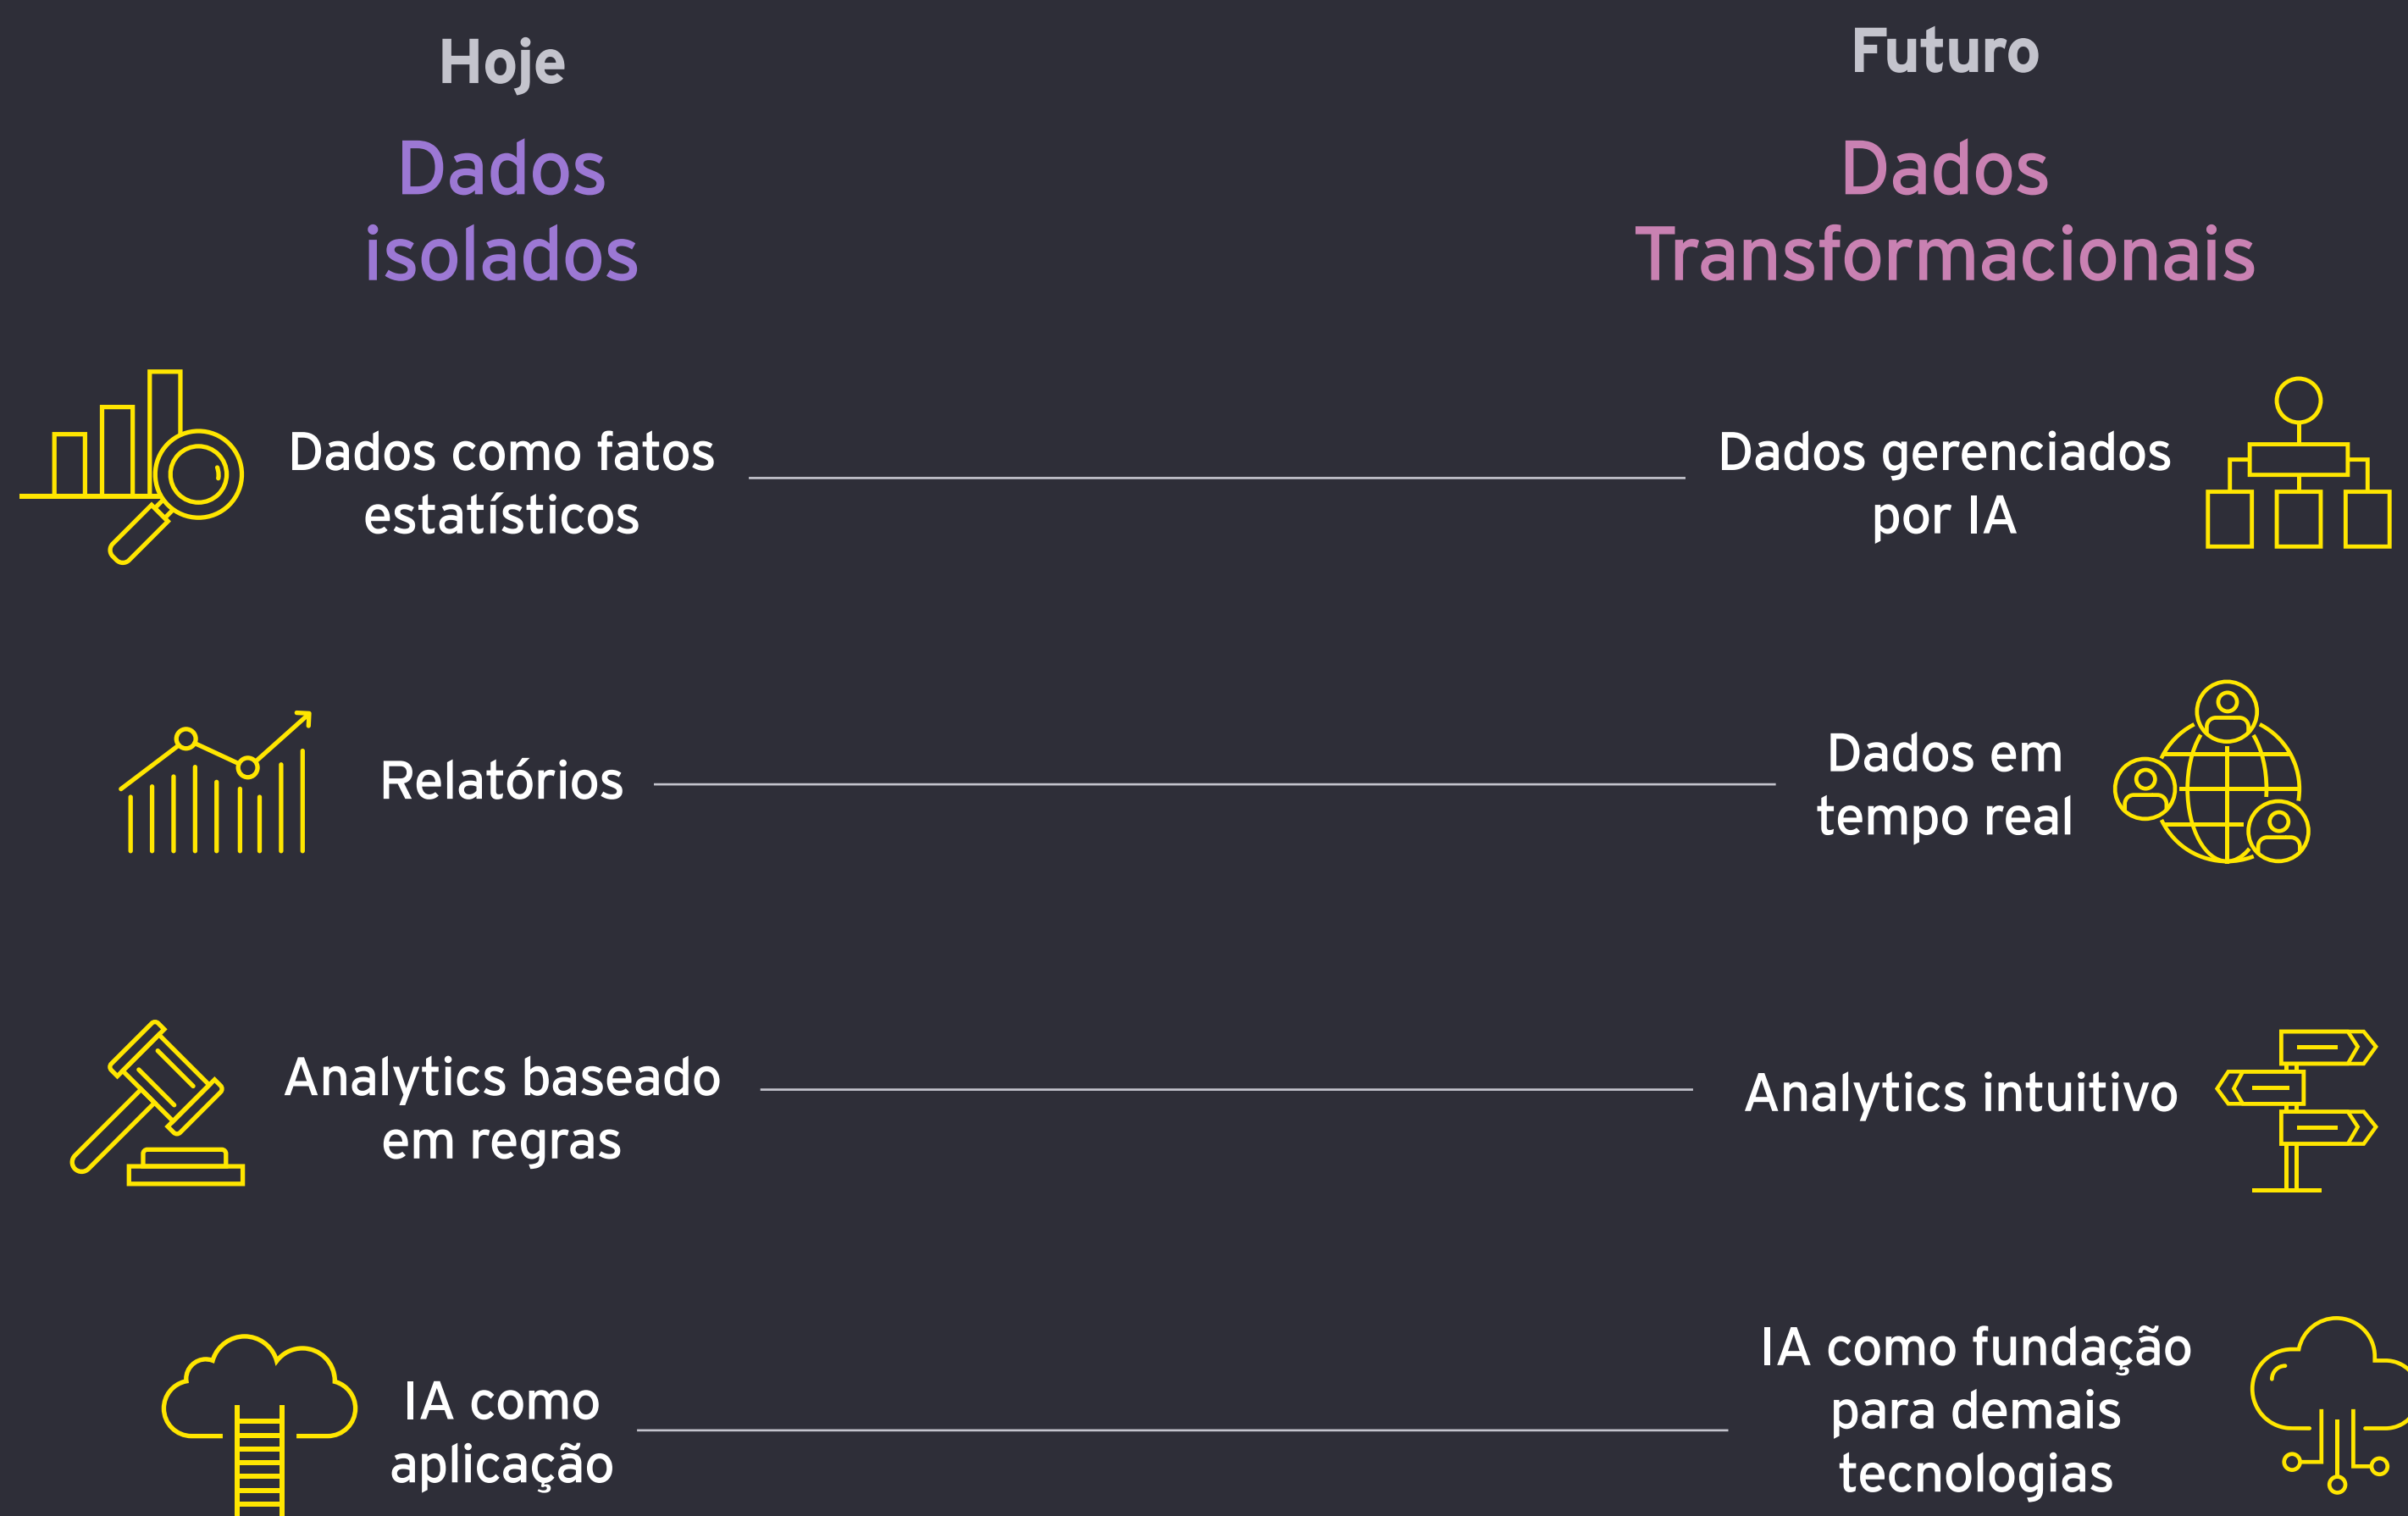 Hoje
Futuro
Dados
isolados
Dados
Transformacionais
Dados como fatos
estatísticos
Dados gerenciados
por IA
Relatórios
Dados em
tempo real
Analytics baseado
em regras
Analytics intuitivo
IA como
aplicação
IA como fundação
para demais
tecnologias